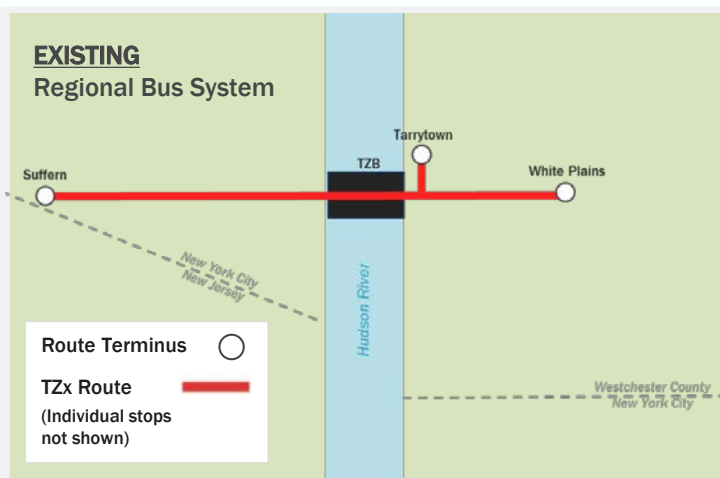 EXISTING
Regional Bus System
Tarrytown
TZB
Suffern
White Plains
New York City
New Jersey
Hudson River
Route Terminus
TZx Route
(Individual stops
not shown)
Westchester County
New York City